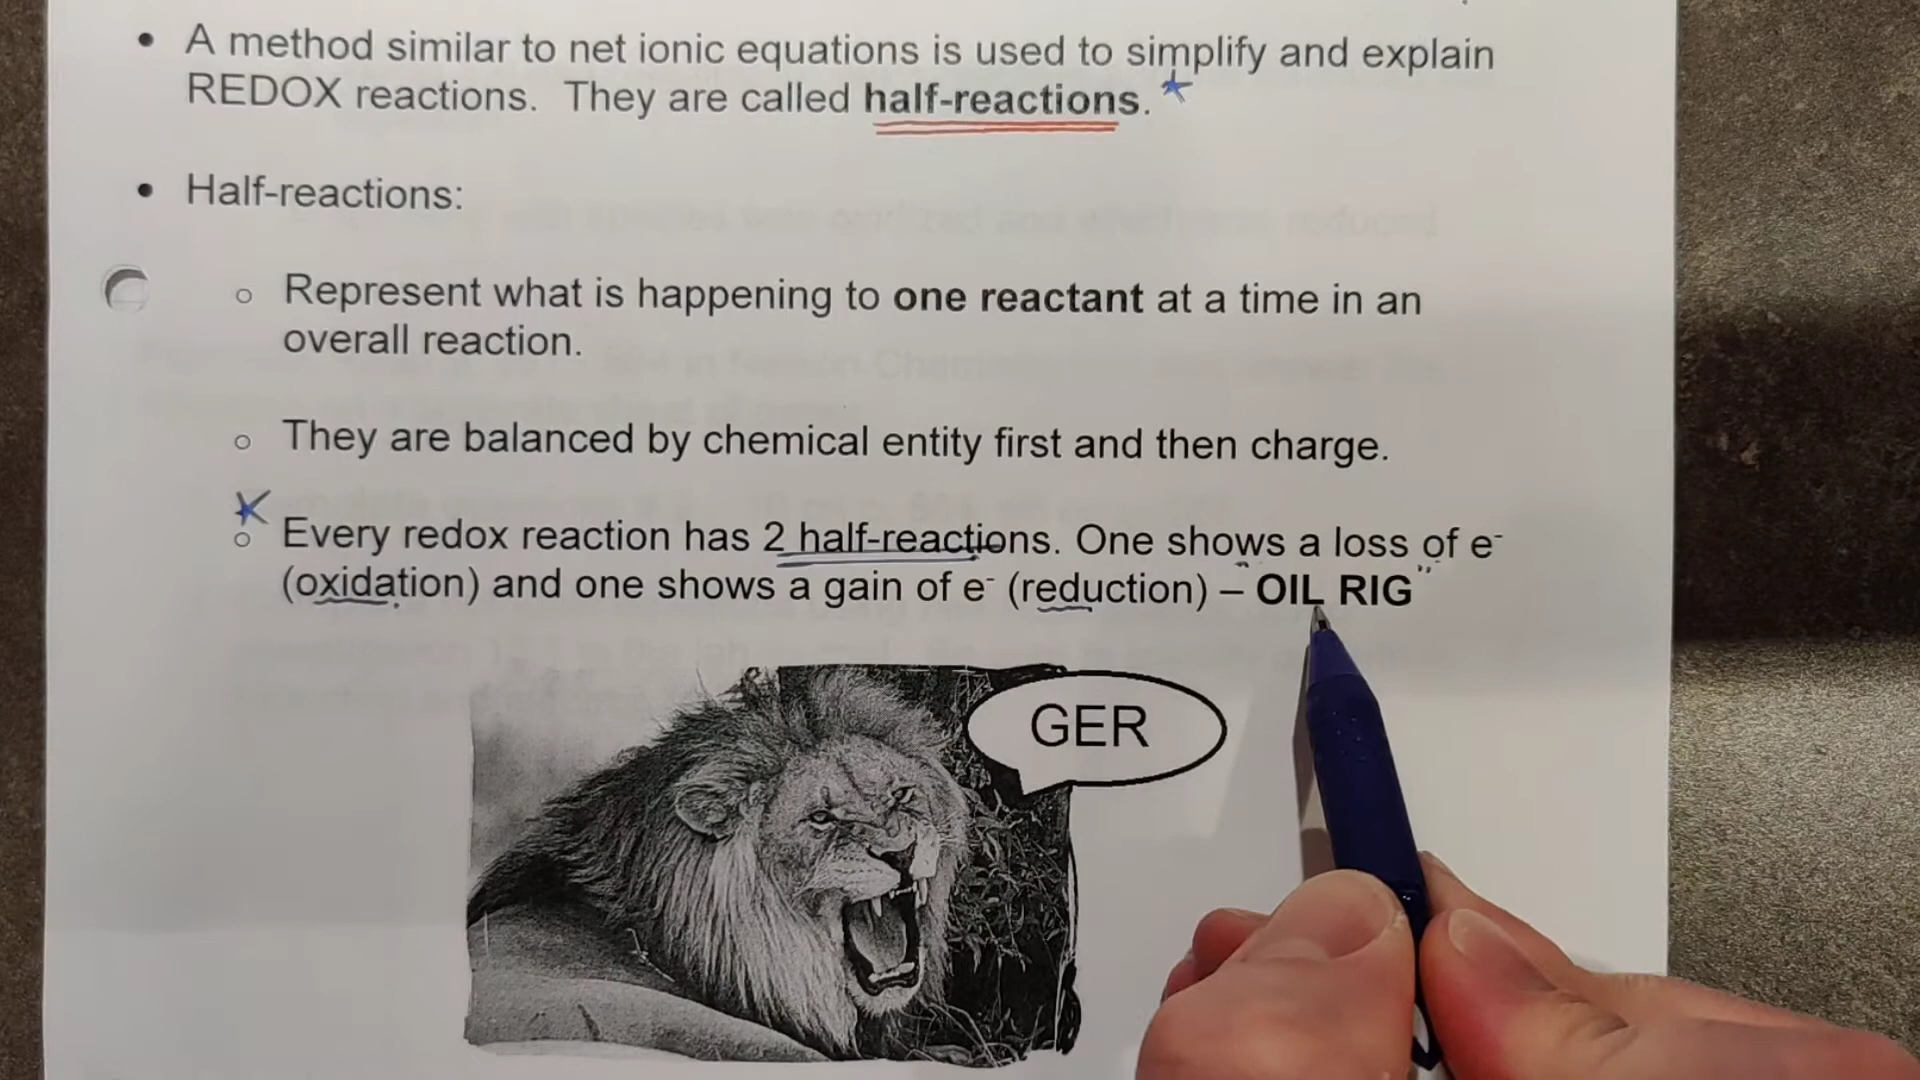 • A method similar to net ionic equations is used to simplify and explain
REDOX reactions. They are called half-reactions.
• Half-reactions:
○ Represent what is happening to one reactant at a time in an
overall reaction.
○ They are balanced by chemical entity first and then charge.
○ Every redox reaction has 2 half-reactions. One shows a loss of e⁻
(oxidation) and one shows a gain of e⁻ (reduction) – "OIL RIG"
GER